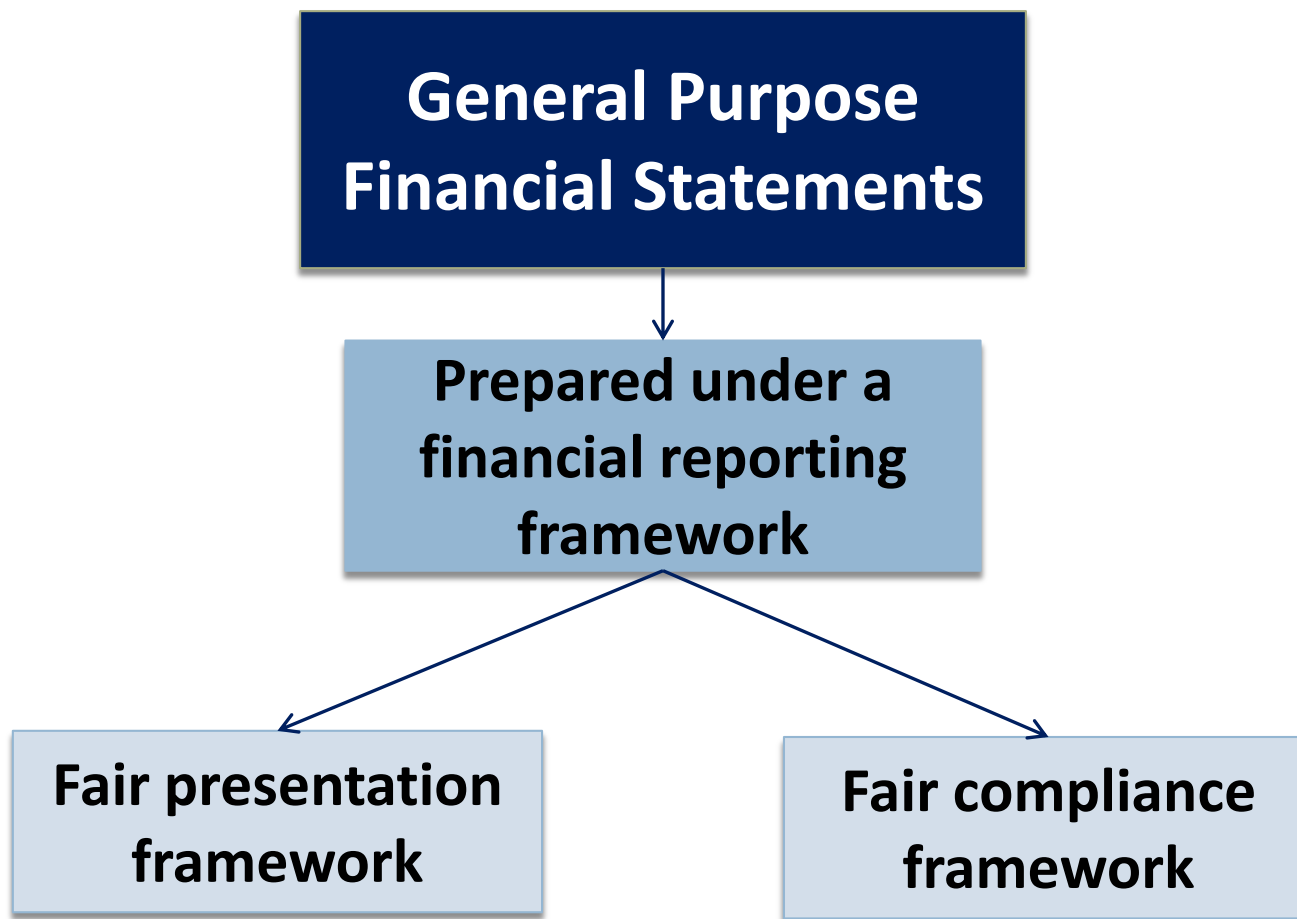 General Purpose
Financial Statements
Prepared under a
financial reporting
framework
Fair presentation
framework
Fair compliance
framework